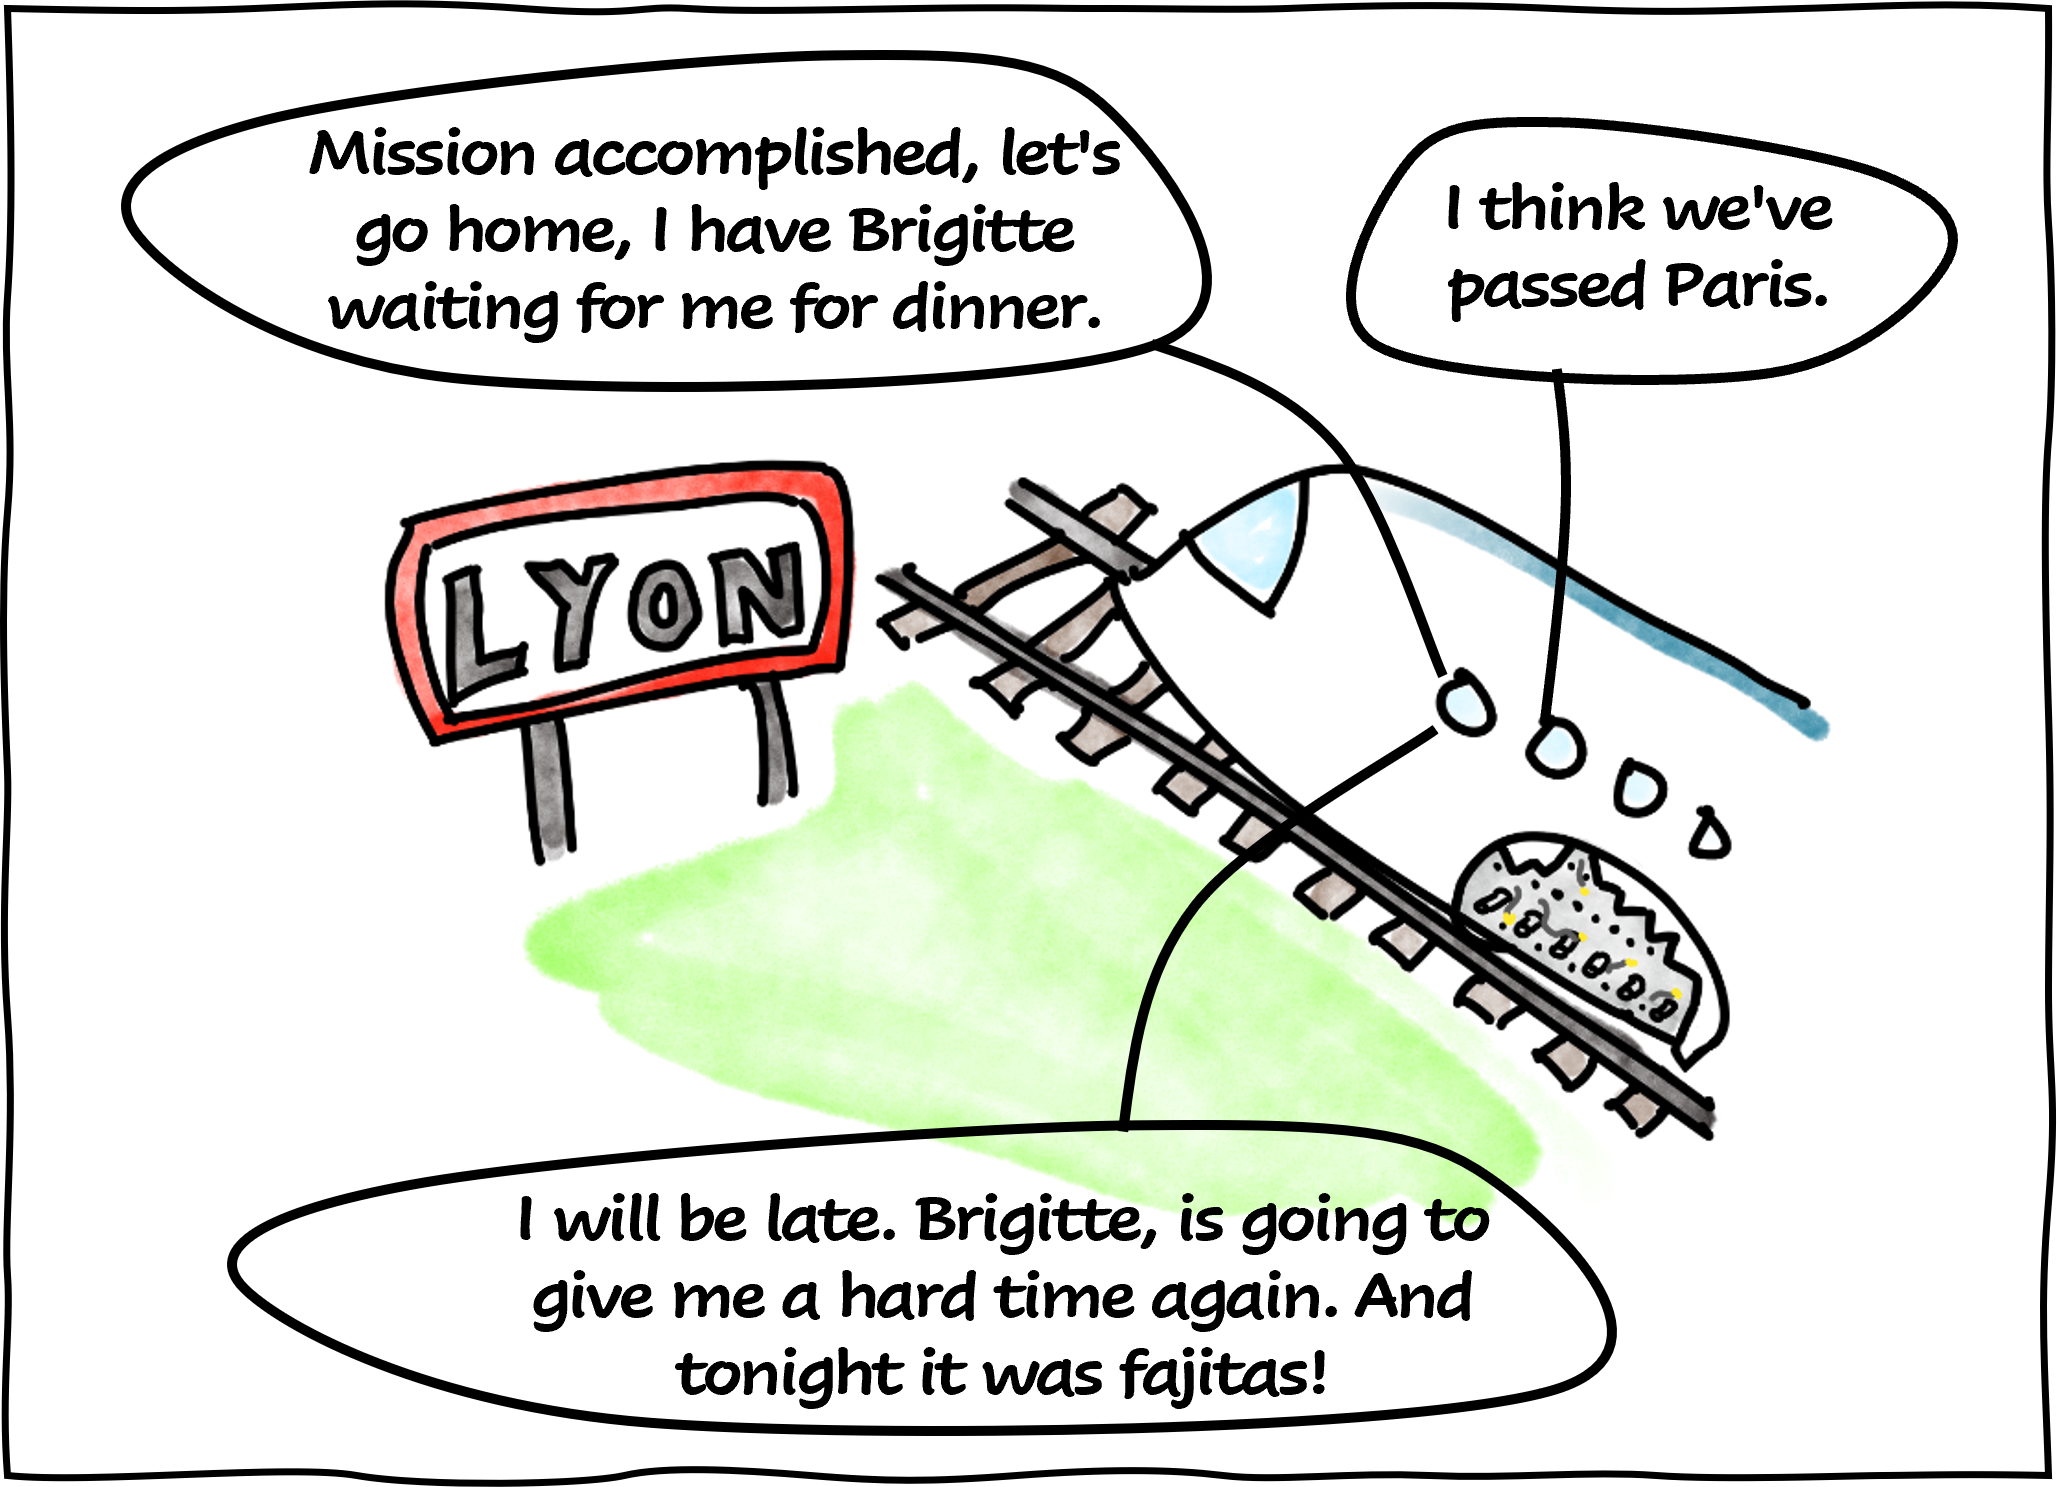 Mission accomplished, let's
go home, I have Brigitte
waiting for me for dinner.
I think we've
passed Paris.
LYON
I will be late. Brigitte, is going to
give me a hard time again. And
tonight it was fajitas!